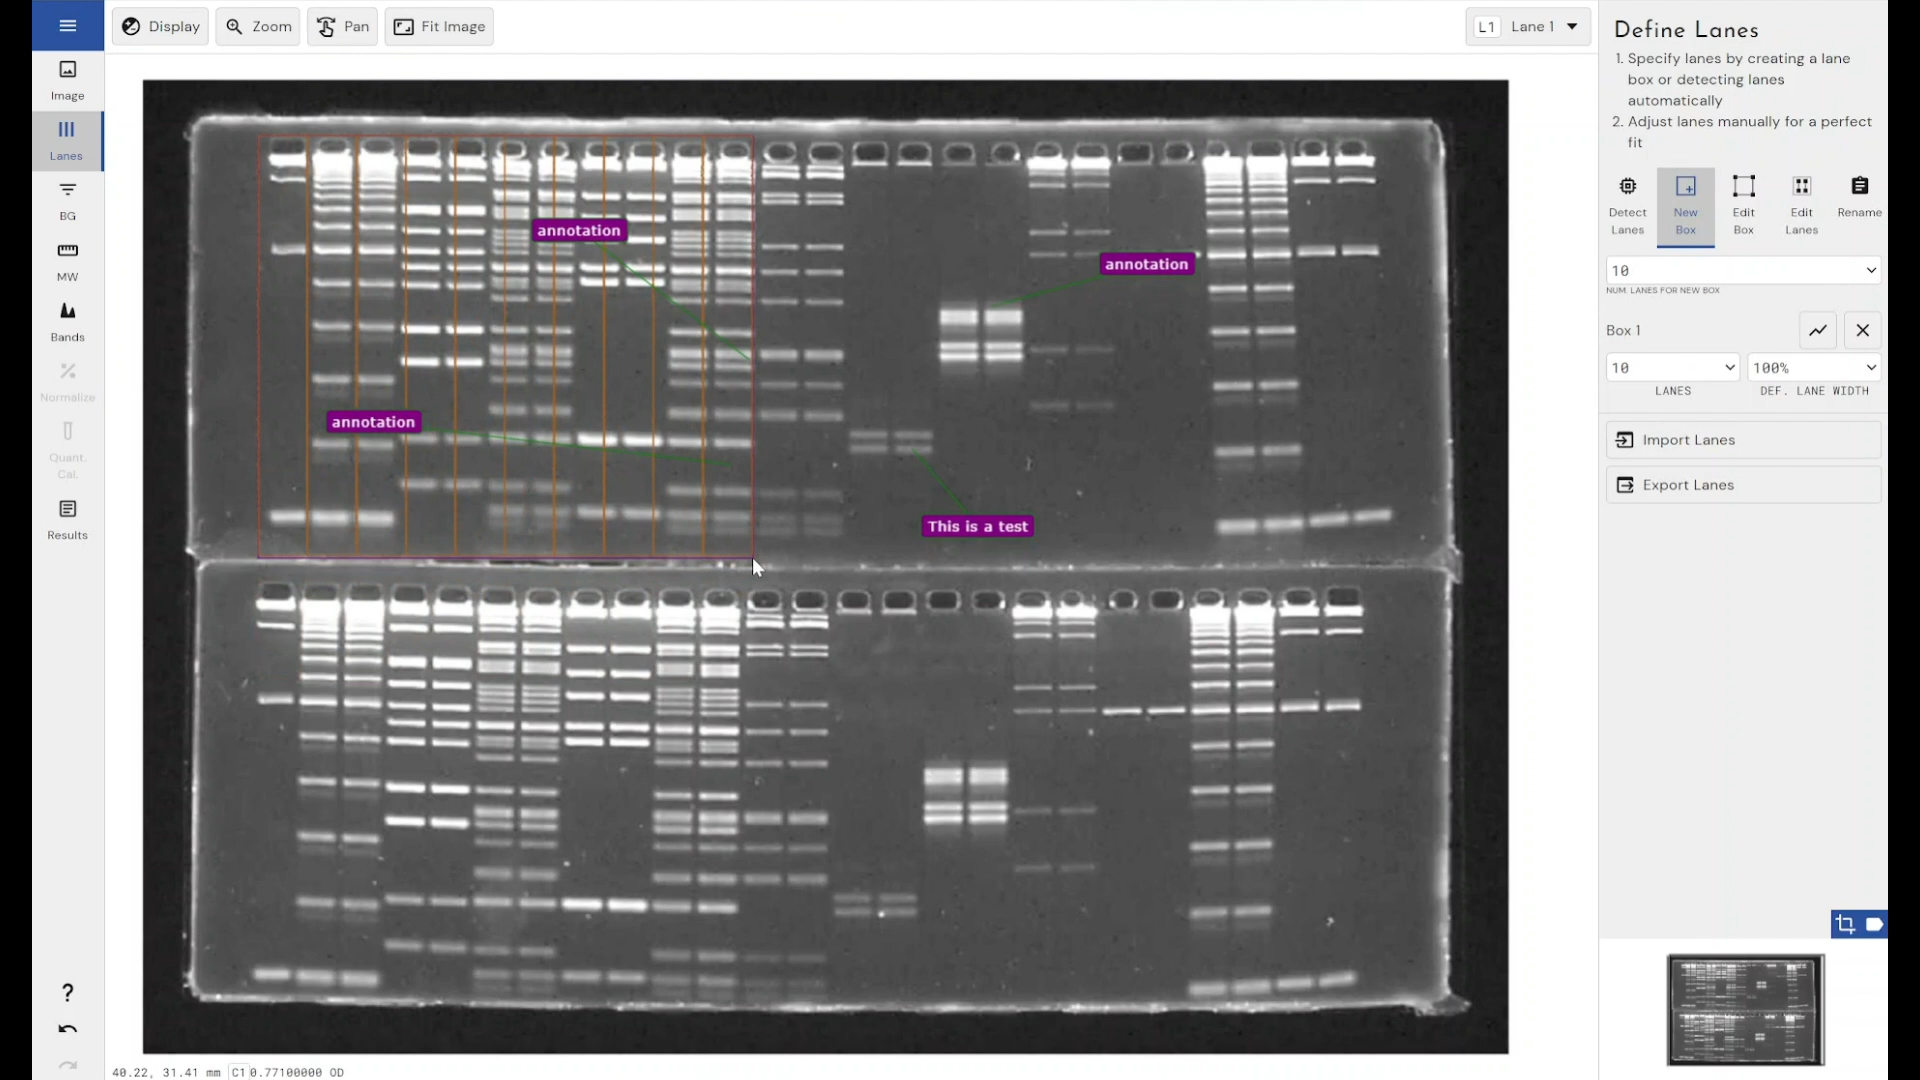 Display
Zoom
Pan
Fit Image
L1 Lane 1
Image
Lanes
BG
MW
Bands
Normalize
Quant.
Cal.
Results
?
annotation
annotation
annotation
This is a test
40.22, 31.41 mm C1 0.77100000 OD
Define Lanes
1. Specify lanes by creating a lane
box or detecting lanes
automatically
2. Adjust lanes manually for a perfect
fit
Detect
Lanes
New
Box
Edit
Box
Edit
Lanes
Rename
10
NUM. LANES FOR NEW BOX
Box 1
10
100%
LANES
DEF. LANE WIDTH
Import Lanes
Export Lanes